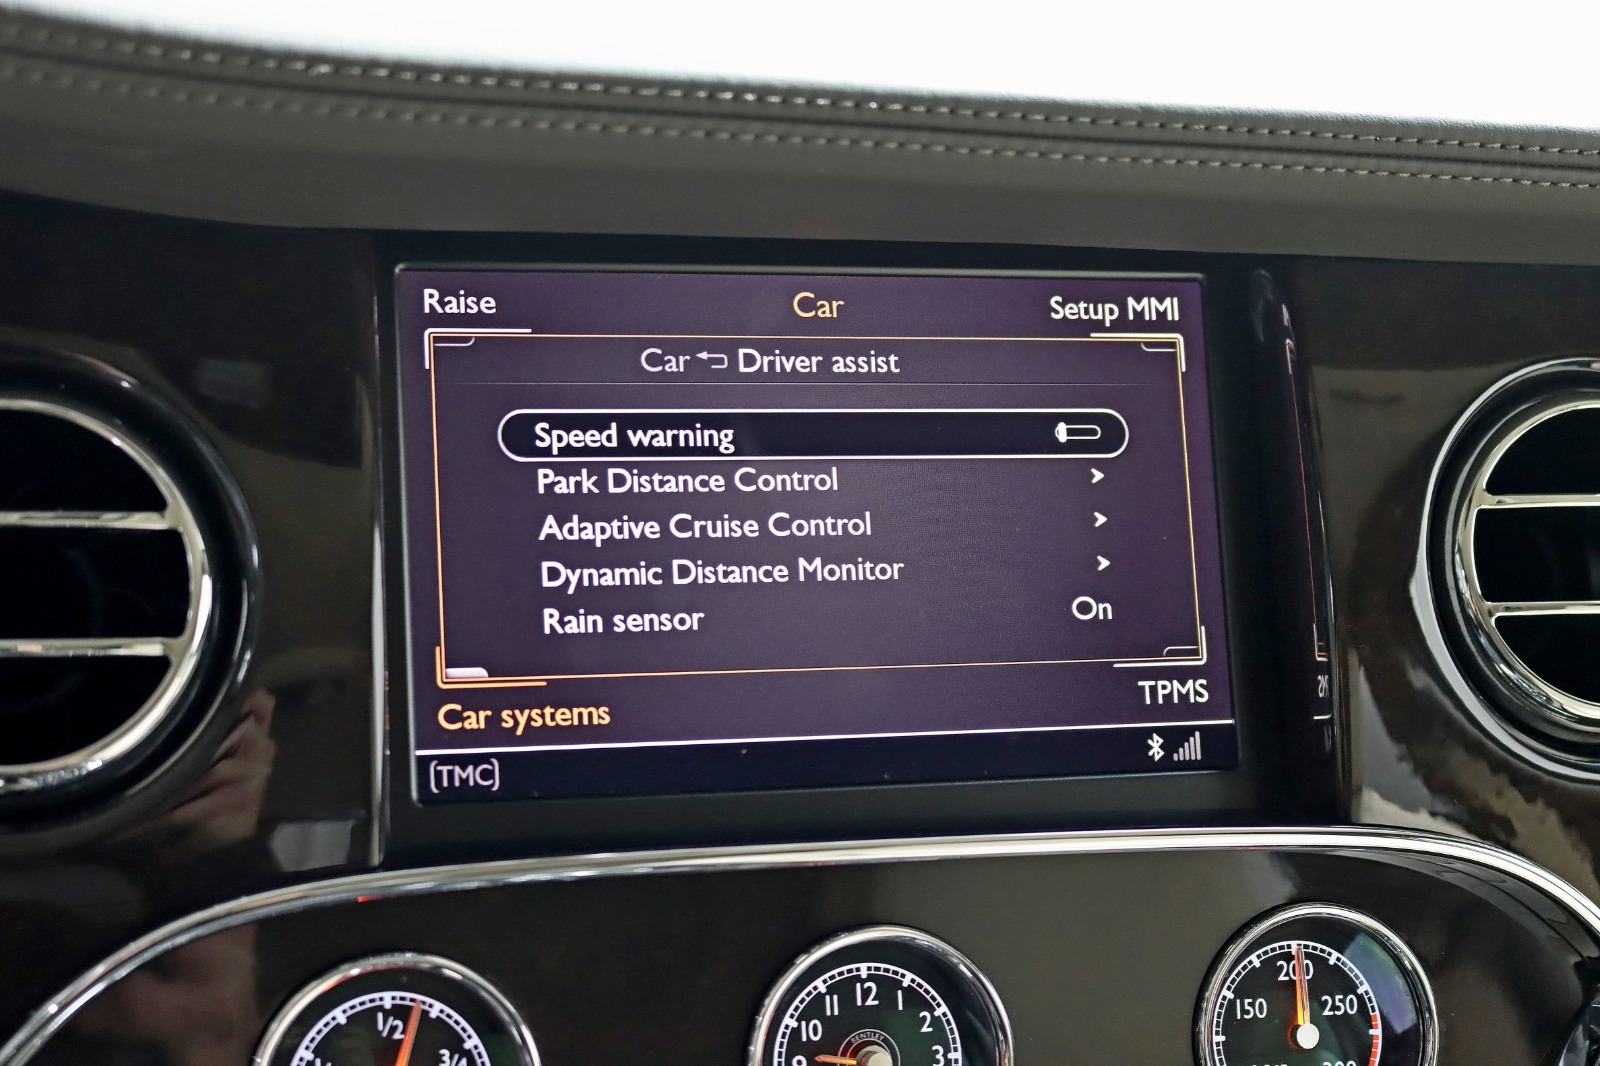 Raise Car Setup MMI
Car Driver assist
Speed warning
Park Distance Control >
Adaptive Cruise Control >
Dynamic Distance Monitor >
Rain sensor On
Car systems TPMS
[TMC]
1/2 3/4
10 11 12 1 2
9 3
BENTLEY
150 200 250